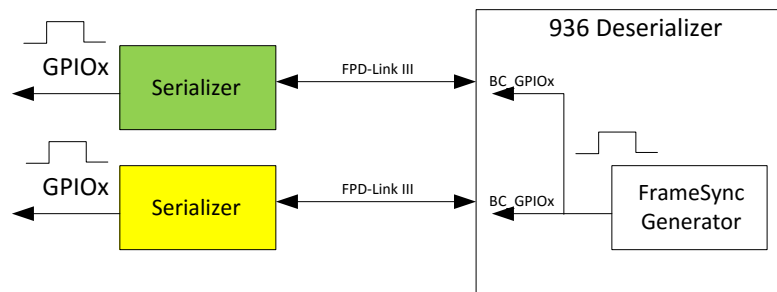 936 Deserializer
GPIOx
Serializer
FPD-Link III
BC_GPIOx
GPIOx
Serializer
FPD-Link III
BC_GPIOx
FrameSync
Generator